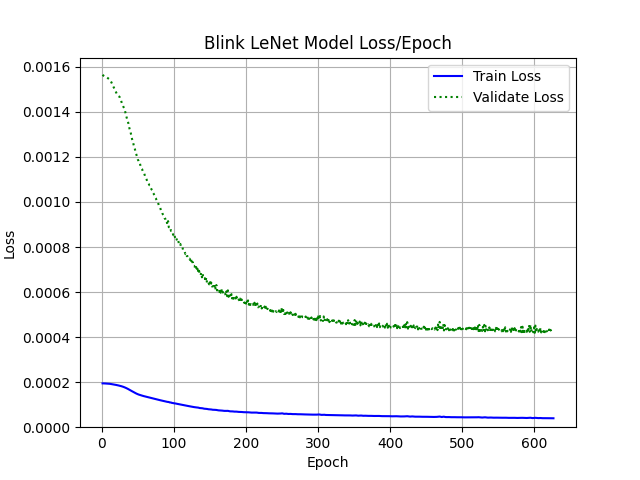 Blink LeNet Model Loss/Epoch
Train Loss
Validate Loss
0.0016
0.0014
0.0012
0.0010
0.0008
0.0006
0.0004
0.0002
0.0000
Loss
0 100 200 300 400 500 600
Epoch